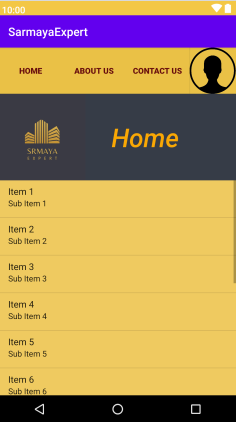 10:00
SarmayaExpert
HOME ABOUT US CONTACT US
SRMAYA
EXPERT
Home
Item 1
Sub Item 1
Item 2
Sub Item 2
Item 3
Sub Item 3
Item 4
Sub Item 4
Item 5
Sub Item 5
Item 6
Sub Item 6